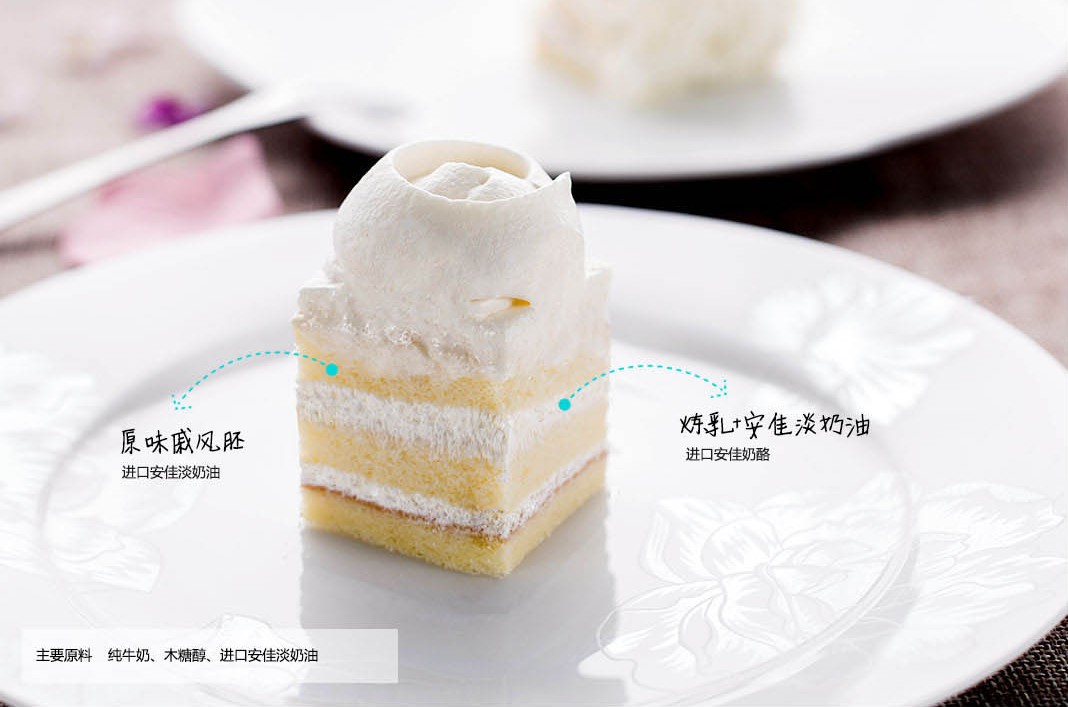 原味戚风胚
进口安佳淡奶油
炼乳+安佳淡奶油
进口安佳奶酪
主要原料 纯牛奶、木糖醇、进口安佳淡奶油